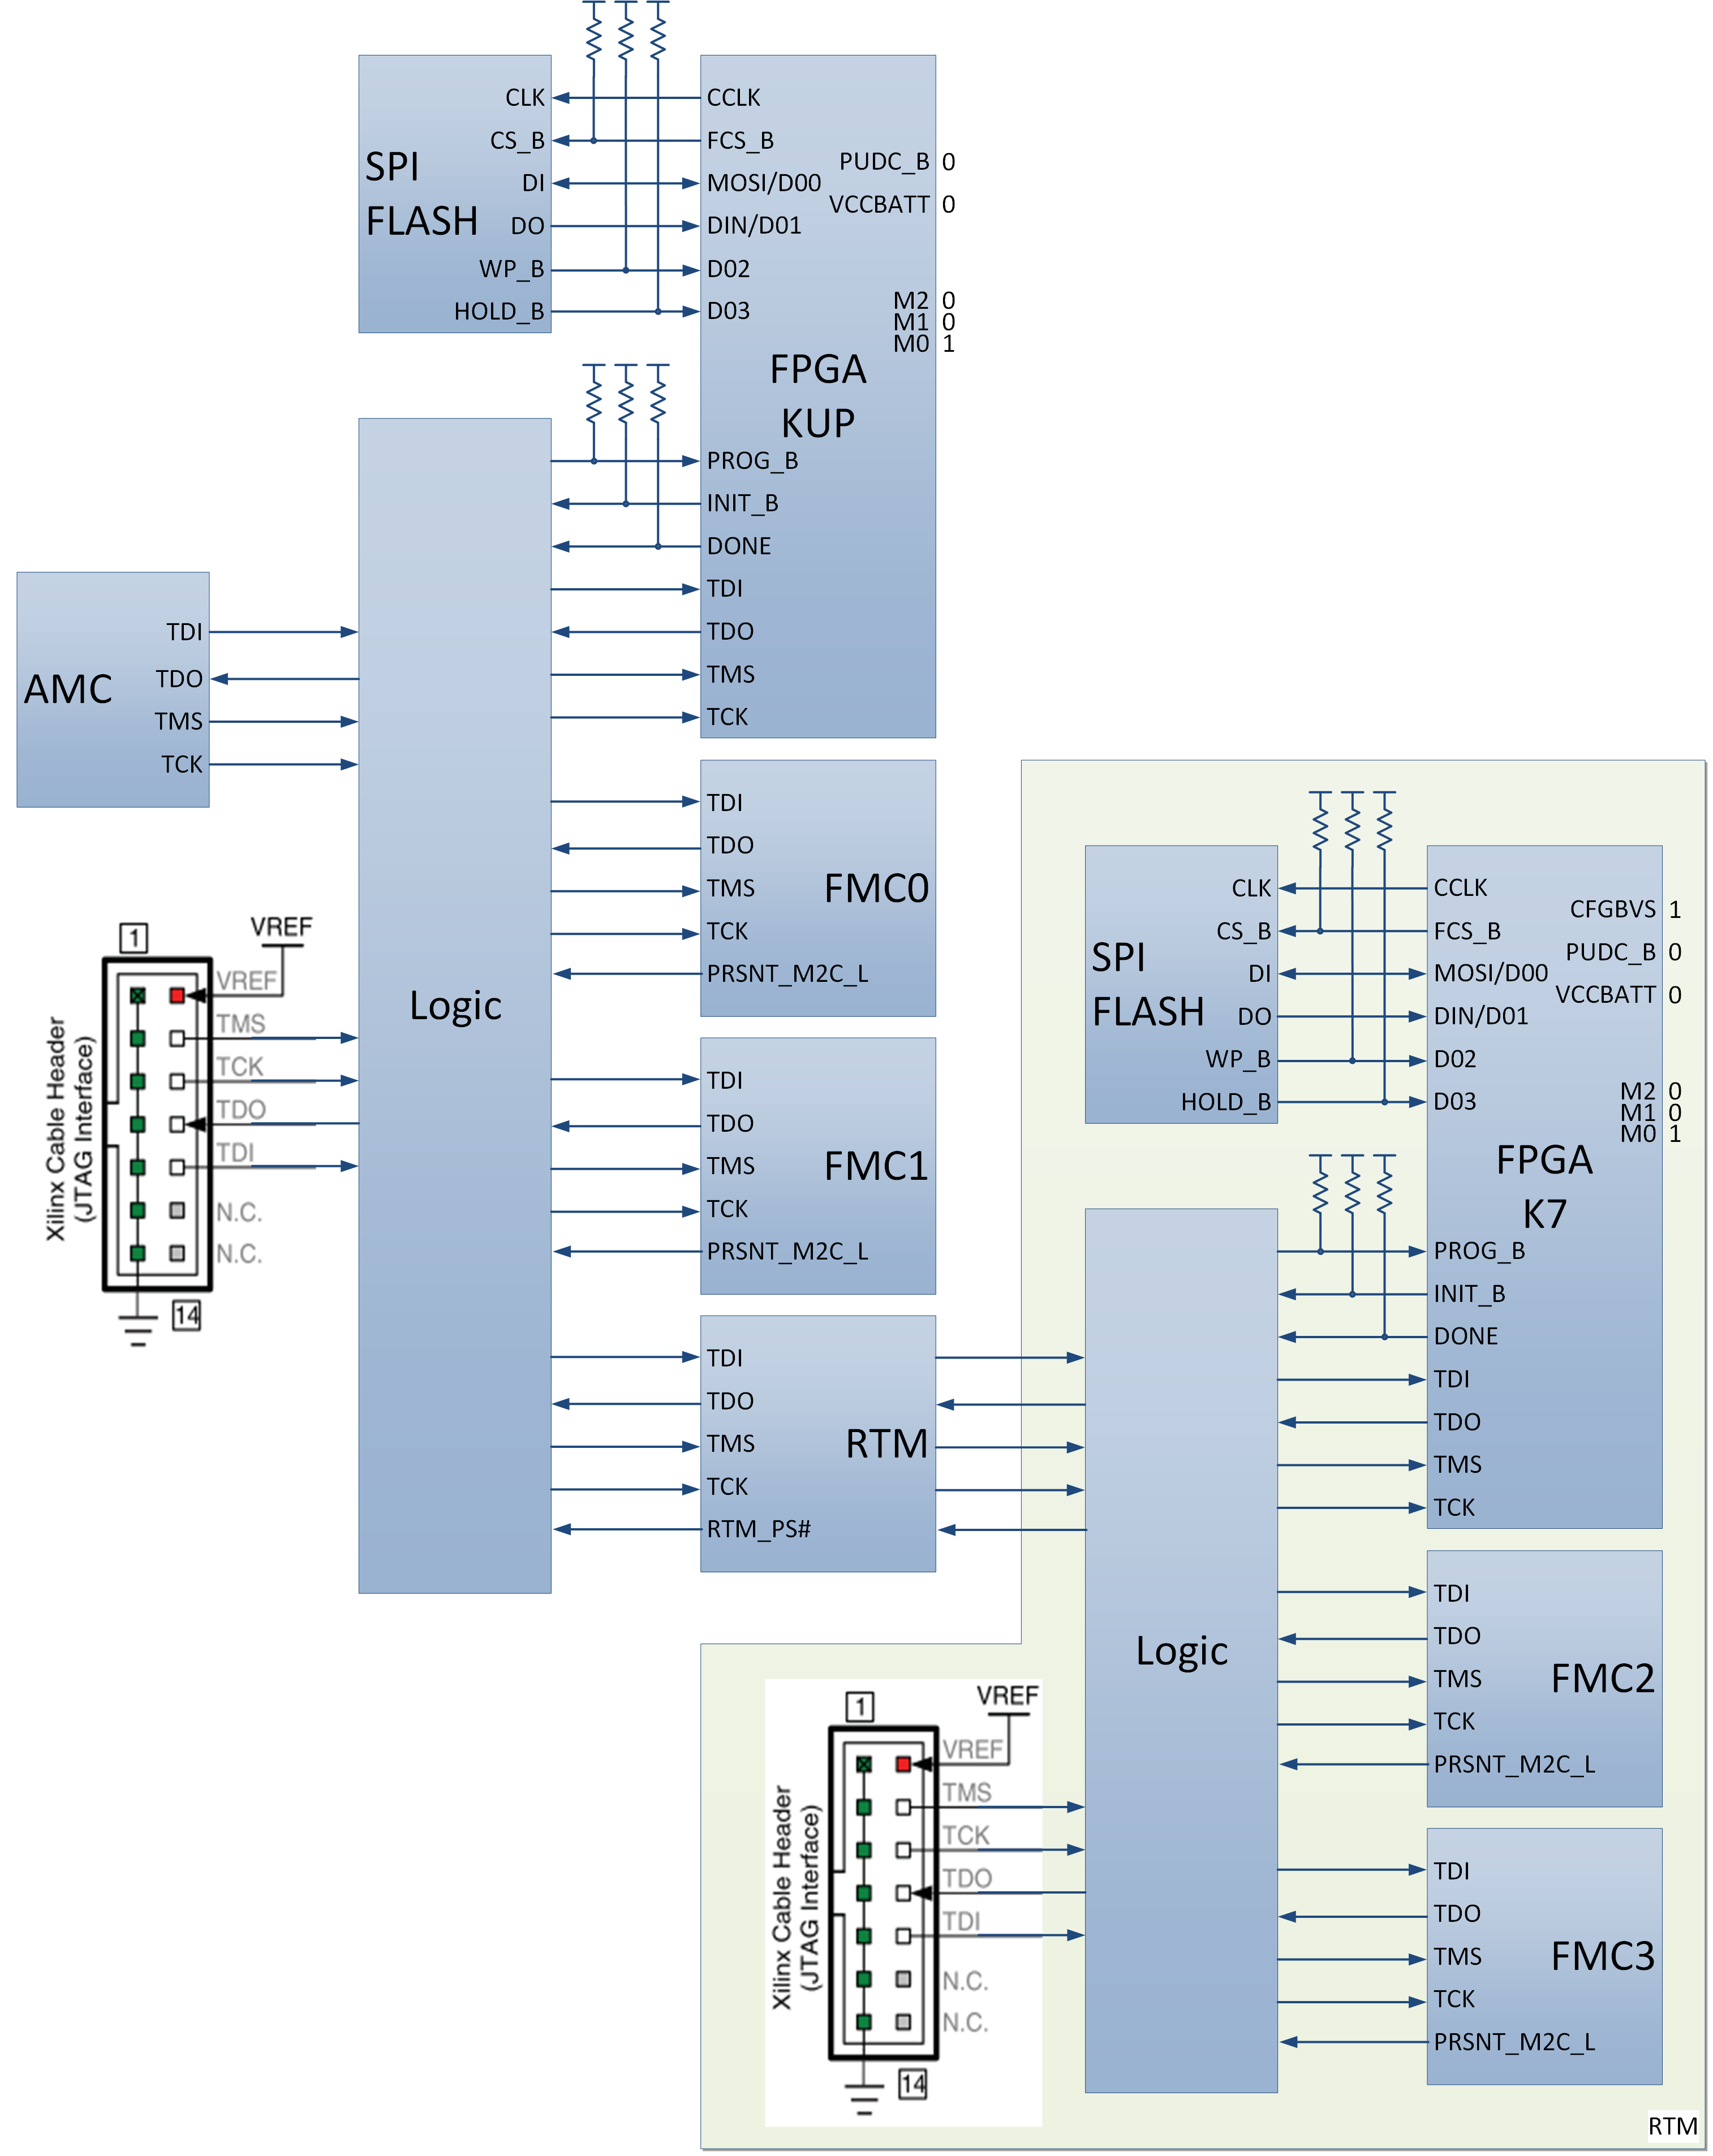 CLK
CS_B
SPI
DI
FLASH
DO
WP_B
HOLD_B
CCLK
FCS_B
PUDC_B 0
MOSI/D00
VCCBATT 0
DIN/D01
D02
M2 0
D03
M1 0
M0 1
FPGA
KUP
PROG_B
INIT_B
DONE
TDI
TDO
TMS
TCK
AMC
TDI
TDO
TMS
TCK
Logic
TDI
TDO
TMS
FMC0
TCK
PRSNT_M2C_L
1
VREF
VREF
TMS
TCK
TDO
TDI
N.C.
N.C.
Xilinx Cable Header
(JTAG Interface)
14
TDI
TDO
TMS
FMC1
TCK
PRSNT_M2C_L
TDI
TDO
TMS
RTM
TCK
RTM_PS#
CLK
CS_B
SPI
DI
FLASH
DO
WP_B
HOLD_B
CCLK
CFGBVS 1
FCS_B
PUDC_B 0
MOSI/D00
VCCBATT 0
DIN/D01
D02
M2 0
D03
M1 0
M0 1
FPGA
K7
PROG_B
INIT_B
DONE
TDI
TDO
TMS
TCK
Logic
TDI
TDO
TMS
FMC2
TCK
PRSNT_M2C_L
1
VREF
VREF
TMS
TCK
TDO
TDI
N.C.
N.C.
Xilinx Cable Header
(JTAG Interface)
14
TDI
TDO
TMS
FMC3
TCK
PRSNT_M2C_L
RTM